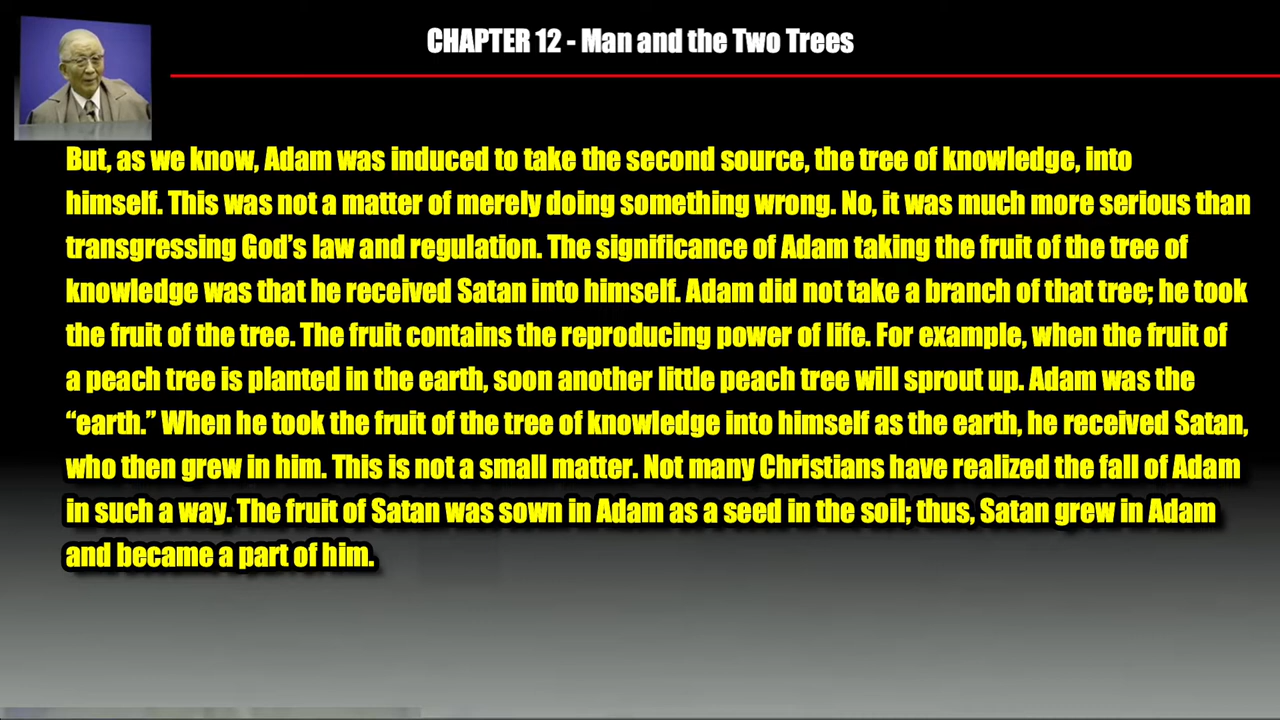 CHAPTER 12 - Man and the Two Trees
But, as we know, Adam was induced to take the second source, the tree of knowledge, into
himself. This was not a matter of merely doing something wrong. No, it was much more serious than
transgressing God’s law and regulation. The significance of Adam taking the fruit of the tree of
knowledge was that he received Satan into himself. Adam did not take a branch of that tree; he took
the fruit of the tree. The fruit contains the reproducing power of life. For example, when the fruit of
a peach tree is planted in the earth, soon another little peach tree will sprout up. Adam was the
“earth.” When he took the fruit of the tree of knowledge into himself as the earth, he received Satan,
who then grew in him. This is not a small matter. Not many Christians have realized the fall of Adam
in such a way. The fruit of Satan was sown in Adam as a seed in the soil; thus, Satan grew in Adam
and became a part of him.